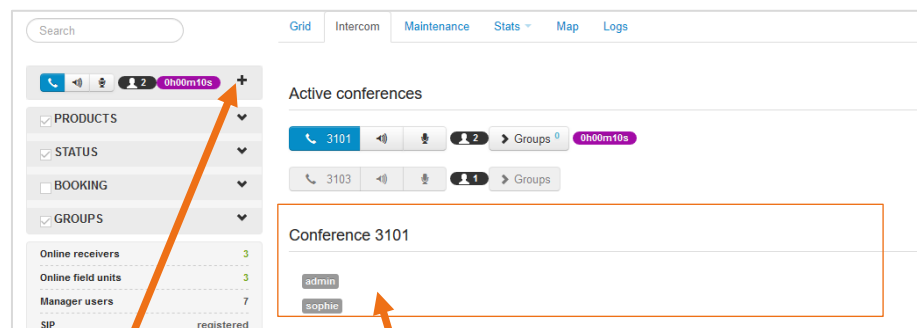 Search
Grid Intercom Maintenance Stats Map Logs
2 0h00m10s +
Active conferences
PRODUCTS
3101 2 Groups 0 0h00m10s
STATUS
3103 1 Groups
BOOKING
GROUPS
Conference 3101
Online receivers 3
Online field units 3
admin
Manager users 7
sophie
SIP registered